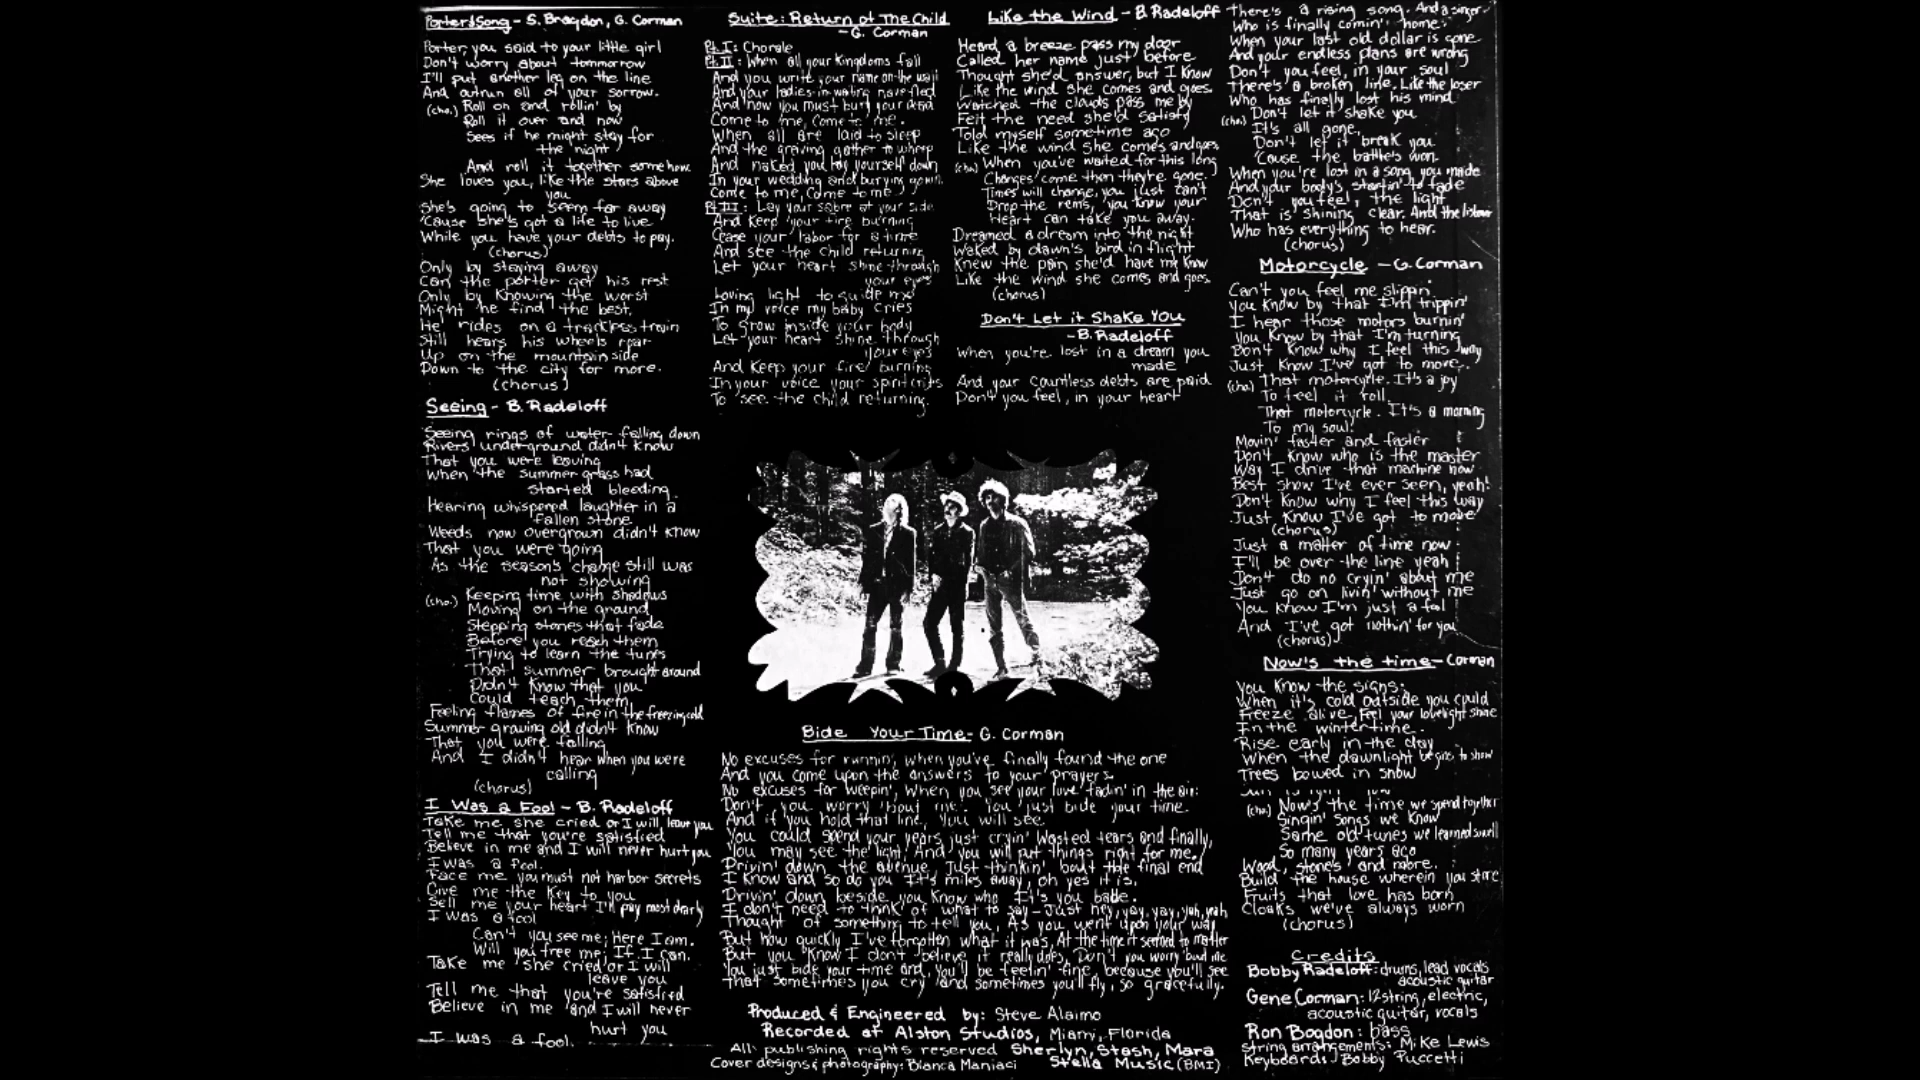 Porter's Song - S. Bragdon, G. Corman
Porter, you said to your little girl
Don't worry about tommorrow
I'll put another leg on the line
And outrun all of your sorrow.
(cho.) Roll on and rollin' by
Roll it over and now
Sees if he might stay for
the night
And roll it together somehow
She loves you, like the stars above
you
She's going to seem far away
'Cause she's got a life to live
While you have your debts to pay.
(chorus)
Only by staying away
Can the porter get his rest
Only by knowing the worst
Might he find the best.
He rides on a trackless train
Still hears his wheels roar
Up on the mountainside
Down to the city for more.
(chorus)
Seeing - B. Radeloff
Seeing rings of water falling down
Rivers underground didn't know
That you were leaving
When the summer grass had
started bleeding.
Hearing whispered laughter in a
fallen stone
Weeds now overgrown didn't know
That you were going
As the season's change still was
not showing
(cho.) Keeping time with shadows
Moving on the ground
Stepping stones that fade
Before you reach them
Trying to learn the tunes
That summer brought around
Didn't know that you
Could teach them
Feeling flames of fire in the freezing cold
Summer growing old didn't know
That you were falling
And I didn't hear when you were
calling
(chorus)
I Was a Fool - B. Radeloff
Take me she cried or I will leave you
Tell me that you're satisfied
Believe in me and I will never hurt you
I was a fool.
Face me you must not harbor secrets
Give me the key to you
Sell me your heart I'll pay most dearly
I was a fool
Can't you see me; Here I am.
Will you free me; If I can.
Take me she cried or I will
leave you
Tell me that you're satisfied
Believe in me and I will never
hurt you
I was a fool.
Suite: Return of The Child
- G. Corman
Pt. I: Chorale
Pt. II: When all your kingdoms fall
And you write your name on the wall
And your ladies-in-waiting have fled
And now you must bury your dead
Come to me, Come to me.
When all are laid to sleep
And the greiving gather to wheep
And naked you lay yourself down
In your wedding and burying gown.
Come to me, Come to me
Pt III: Lay your sabre at your side
And keep your fire burning
Cease your labor for a time
And see the child returning
Let your heart shine through
your eyes
Loving light to guide me
In my voice my baby cries
To grow inside your body
Let your heart shine through
your eyes
And keep your fire burning
In your voice your spirit cries
To see the child returning.
Like the Wind - B. Radeloff
Heard a breeze pass my door
Called her name just before
Thought she'd answer, but I know
Like the wind she comes and goes.
Watched the clouds pass me by
Felt the need she'd satisfy
Told myself sometime ago
Like the wind she comes and goes
(cho) When you've waited for this long
Changes come then they're gone.
Times will change, you just can't
Drop the reins, you know your
Heart can take you away.
Dreamed a dream into the night
Waked by dawn's bird in flight
Knew the pain she'd have me know
Like the wind she comes and goes.
(chorus)
Don't Let it Shake You
- B. Radeloff
When you're lost in a dream you
made
And your countless debts are paid
Don't you feel, in your heart
There's a rising song. And a singer
Who is finally comin' home.
When your last old dollar is gone
And your endless plans are wrong
Don't you feel, in your soul
There's a broken line. Like the loser
Who has finally lost his mind
(cho.) Don't let it shake you
It's all gone.
Don't let it break you
'Cause the battle's won.
When you're lost in a song you made
And your body's startin' to fade
Don't you feel, the light
That is shining clear. And the listener
Who has everything to hear.
(chorus)
Motorcycle - G. Corman
Can't you feel me slippin'
You know by that I'm trippin'
I hear those motors burnin'
You know by that I'm turning
Don't know why I feel this way
Just know I've got to move.
(cho) That motorcycle. It's a joy
To feel it roll.
That motorcycle. It's a morning
To my soul.
Movin' faster and faster
Don't know who is the master
Way I drive that machine now
Best show I've ever seen, yeah!
Don't know why I feel this way
Just know I've got to move
(chorus)
Just a matter of time now
I'll be over the line yeah
Don't do no cryin' about me
Just go on livin' without me
You know I'm just a fool
And I've got nothin' for you
(chorus)
Now's the time - Corman
You know the signs:
When it's cold outside you could
Freeze alive, Feel your lovelight shine
In the wintertime.
Rise early in the day
When the dawnlight begins to show
Trees bowed in snow
(cho) Now's the time we spend together
Singin' songs we know
Same old tunes we learned so well
So many years ago
Wood, stones and more.
Build the house wherein you store
Fruits that love has born
Cloaks we've always worn
(chorus)
Credits
Bobby Radeloff: drums, lead vocals
acoustic guitar
Gene Corman: 12 string, electric,
acoustic guitar, vocals
Ron Bogdon: bass
String arrangements: Mike Lewis
Keyboards: Bobby Puccetti
Bide Your Time - G. Corman
No excuses for runnin', when you've finally found the one
And you come upon the answers to your prayers
No excuses for weepin', When you see your love fadin' in the air:
Don't you worry 'bout me. You just bide your time.
And if you hold that line, you will see
You could spend your years just cryin' Wasted tears and finally,
You may see the light, And you will put things right for me.
Drivin' down the avenue, Just thinkin' bout the final end
I know and so do you It's miles away, oh yes it is.
Drivin' down beside you know who It's you babe.
I don't need to think of what to say - Just hey, yay, yay, yuh, yuh
Thought of something to tell you, As you went upon your way
But how quickly I've forgotten what it was, At the time it seemed to matter
But you know I don't believe it really does, Don't you worry 'bout me
You just bide your time and, you'll be feelin' fine, because you'll see
That sometimes you cry and sometimes you'll fly, so gracefully.
Produced & Engineered by: Steve Alaimo
Recorded at Alston Studios, Miami, Florida
All publishing rights reserved Sherlyn, Stash, Mara
Stella Music (BMI)
Cover designs & photography: Bianca Maniaci